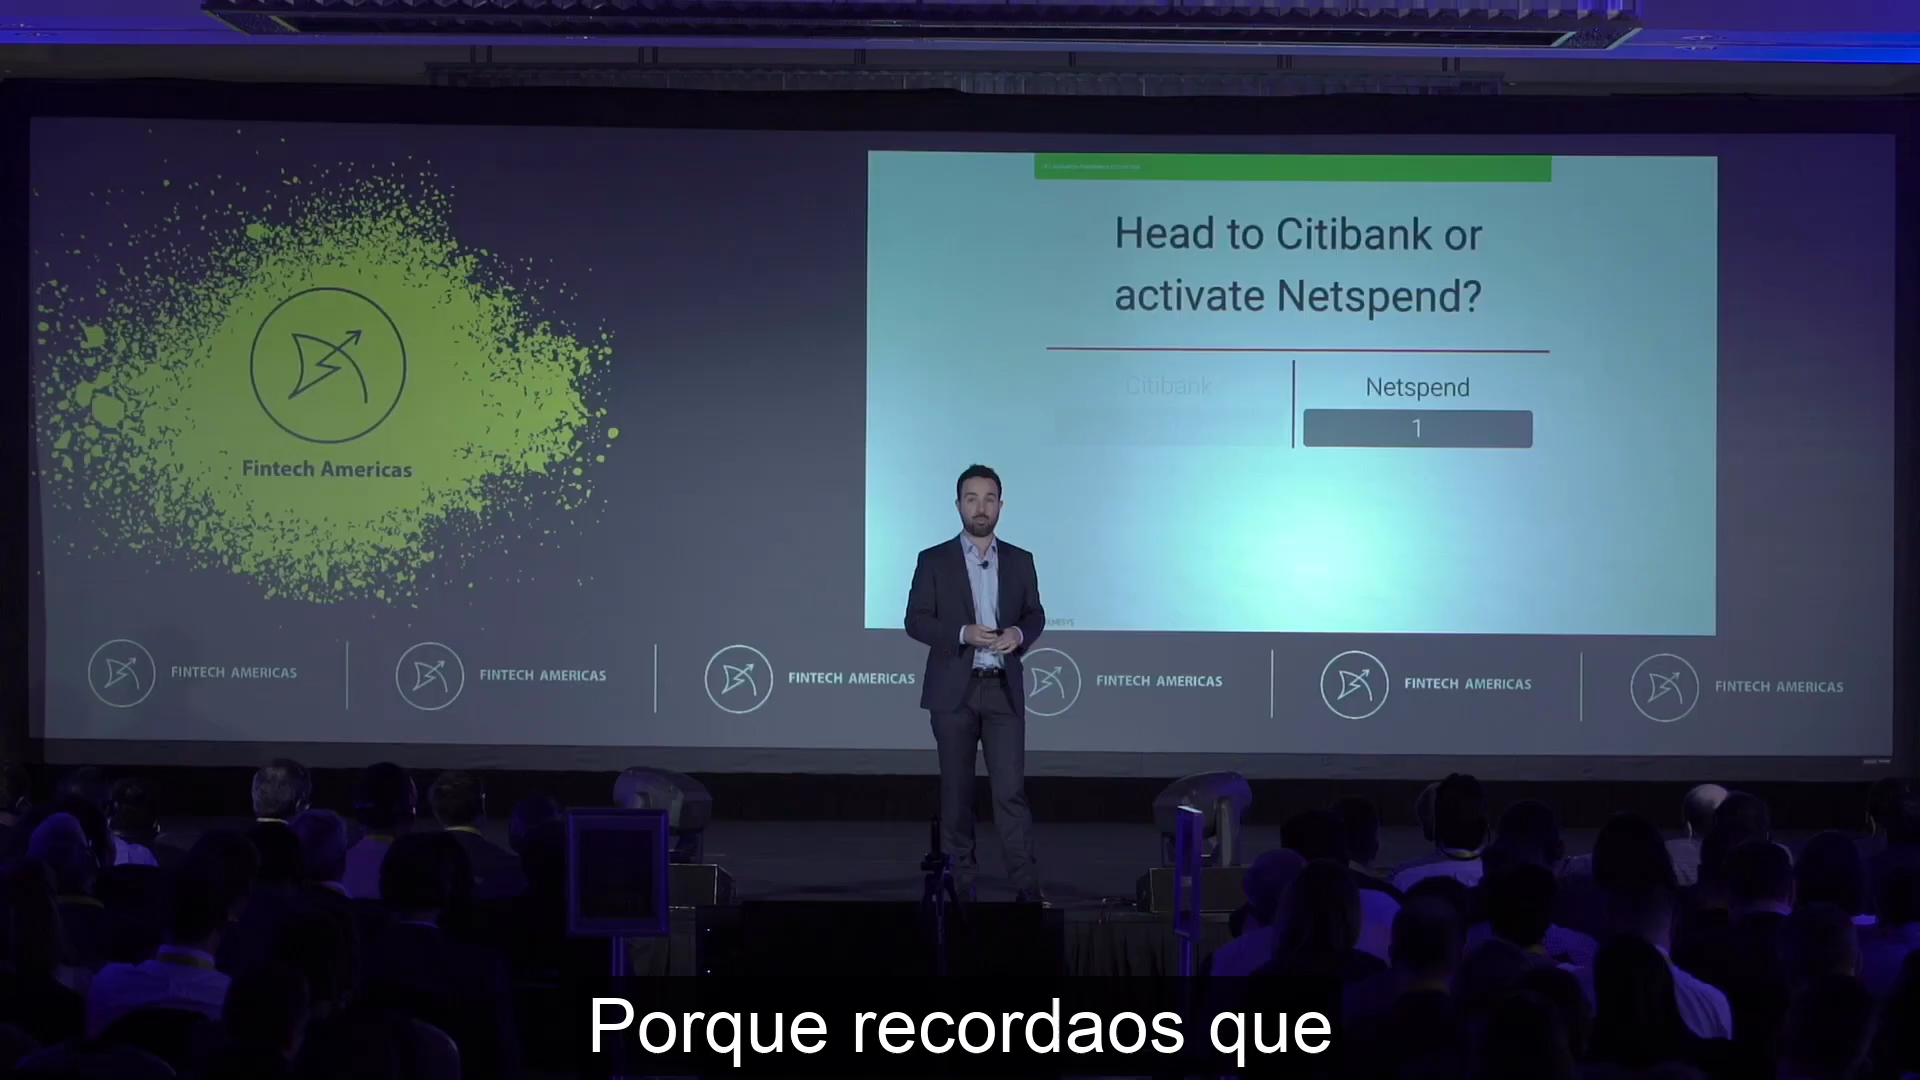 Head to Citibank or
activate Netspend?
Citibank
Netspend
1
Fintech Americas
FINTECH AMERICAS
FINTECH AMERICAS
FINTECH AMERICAS
FINTECH AMERICAS
FINTECH AMERICAS
FINTECH AMERICAS
Porque recordaos que